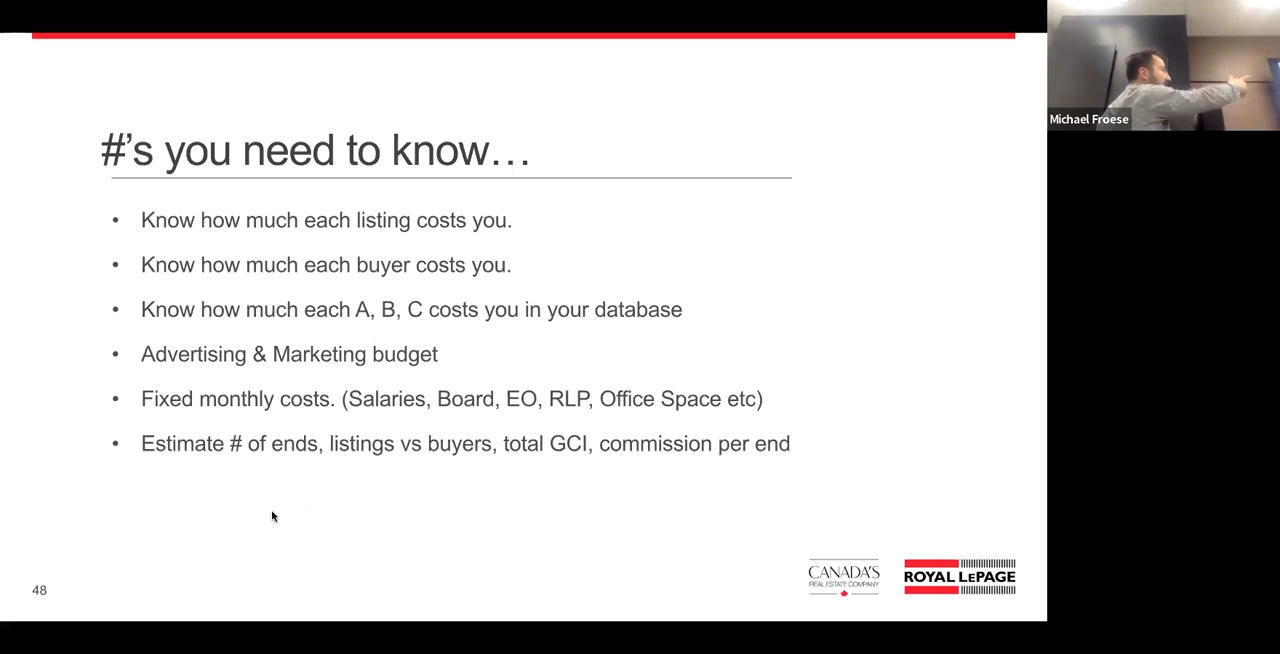 #'s you need to know…
• Know how much each listing costs you.
• Know how much each buyer costs you.
• Know how much each A, B, C costs you in your database
• Advertising & Marketing budget
• Fixed monthly costs. (Salaries, Board, EO, RLP, Office Space etc)
• Estimate # of ends, listings vs buyers, total GCI, commission per end
48
CANADA'S
REAL ESTATE COMPANY
ROYAL LEPAGE
Michael Froese